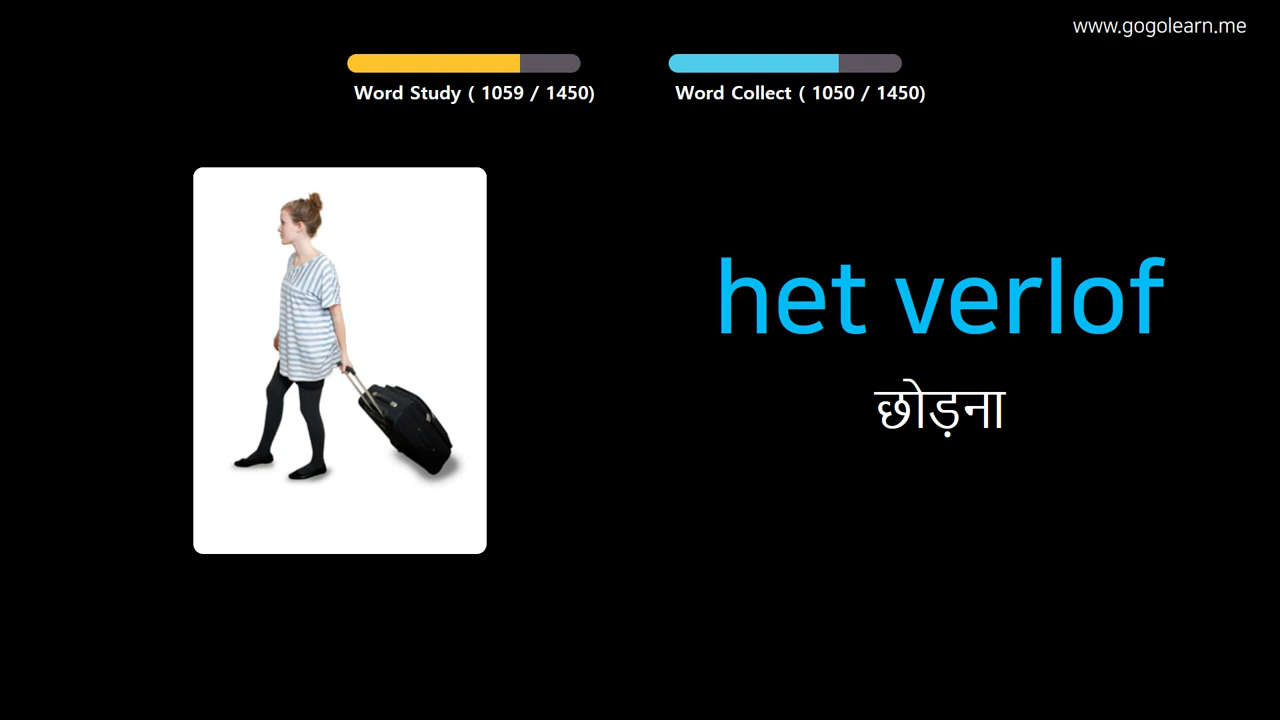 www.gogolearn.me
Word Study ( 1059 / 1450)
Word Collect ( 1050 / 1450)
het verlof
छोड़ना